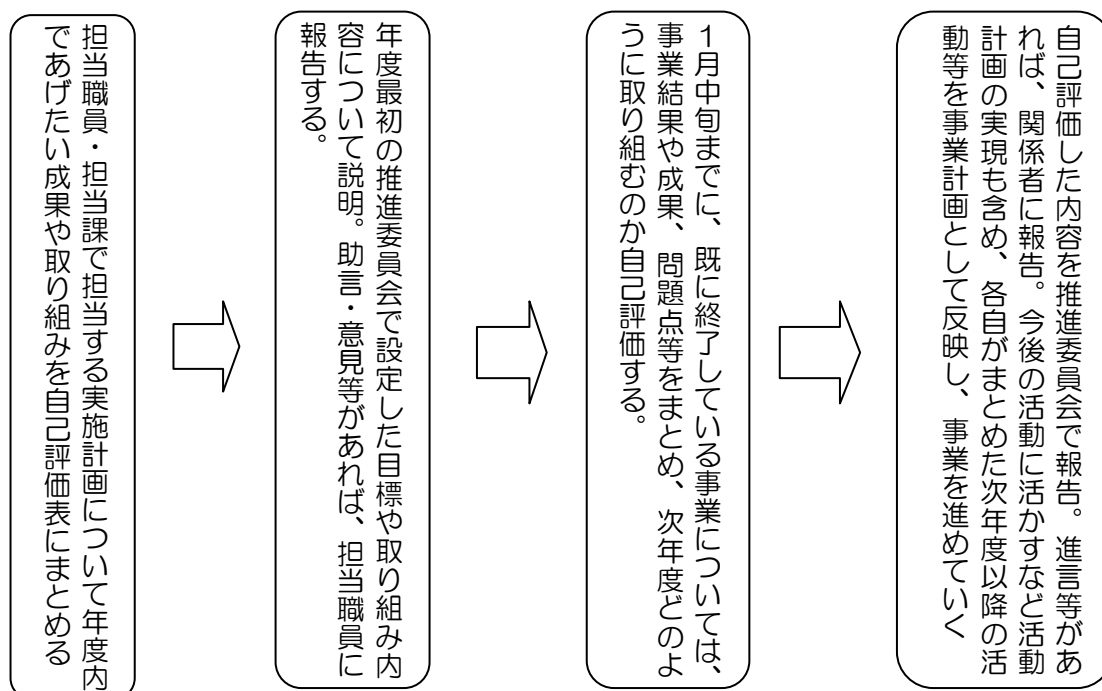 担当職員・担当課で担当する実施計画について年度内
であげたい成果や取り組みを自己評価表にまとめる
年度最初の推進委員会で設定した目標や取り組み内
容について説明。助言・意見等があれば、担当職員に
報告する。
1月中旬までに、既に終了している事業については、
事業結果や成果、問題点等をまとめ、次年度どのよ
うに取り組むのか自己評価する。
自己評価した内容を推進委員会で報告。進言等があ
れば、関係者に報告。今後の活動に活かすなど活動
計画の実現も含め、各自がまとめた次年度以降の活
動等を事業計画として反映し、事業を進めていく